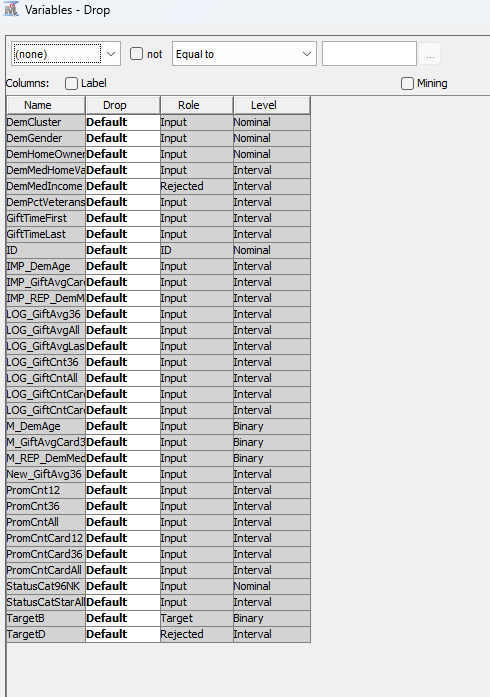 Variables - Drop
(none) not Equal to ...
Columns: Label Mining
Name Drop Role Level
DemCluster Default Input Nominal
DemGender Default Input Nominal
DemHomeOwner Default Input Nominal
DemMedHomeVa Default Input Interval
DemMedIncome Default Rejected Interval
DemPctVeterans Default Input Interval
GiftTimeFirst Default Input Interval
GiftTimeLast Default Input Interval
ID Default ID Nominal
IMP_DemAge Default Input Interval
IMP_GiftAvgCard Default Input Interval
IMP_REP_DemM Default Input Interval
LOG_GiftAvg36 Default Input Interval
LOG_GiftAvgAll Default Input Interval
LOG_GiftAvgLas Default Input Interval
LOG_GiftCnt36 Default Input Interval
LOG_GiftCntAll Default Input Interval
LOG_GiftCntCar Default Input Interval
LOG_GiftCntCar Default Input Interval
M_DemAge Default Input Binary
M_GiftAvgCard3 Default Input Binary
M_REP_DemMed Default Input Binary
New_GiftAvg36 Default Input Interval
PromCnt12 Default Input Interval
PromCnt36 Default Input Interval
PromCntAll Default Input Interval
PromCntCard12 Default Input Interval
PromCntCard36 Default Input Interval
PromCntCardAll Default Input Interval
StatusCat96NK Default Input Nominal
StatusCatStarAll Default Input Interval
TargetB Default Target Binary
TargetD Default Rejected Interval